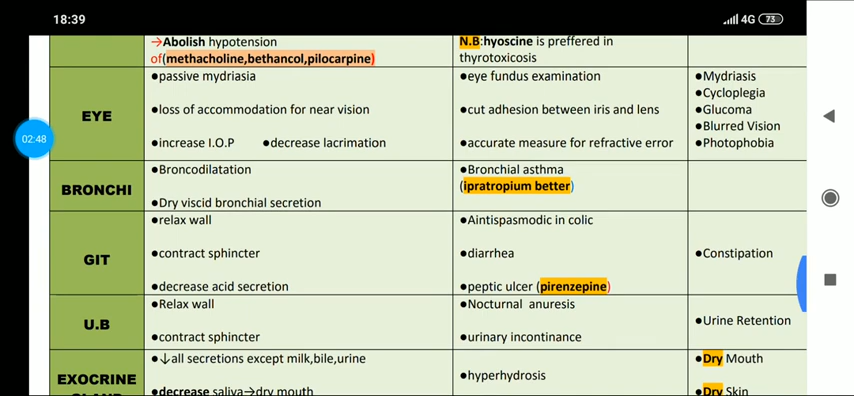 18:39
4G 73
→Abolish hypotension
of(methacholine,bethancol,pilocarpine)
N.B:hyoscine is preffered in
thyrotoxicosis
EYE
●passive mydriasia
●loss of accommodation for near vision
●increase I.O.P ●decrease lacrimation
●eye fundus examination
●cut adhesion between iris and lens
●accurate measure for refractive error
●Mydriasis
●Cycloplegia
●Glucoma
●Blurred Vision
●Photophobia
02:48
BRONCHI
●Broncodilatation
●Dry viscid bronchial secretion
●Bronchial asthma
(ipratropium better)
GIT
●relax wall
●contract sphincter
●decrease acid secretion
●Aintispasmodic in colic
●diarrhea
●peptic ulcer (pirenzepine)
●Constipation
U.B
●Relax wall
●contract sphincter
●Nocturnal anuresis
●urinary incontinance
●Urine Retention
EXOCRINE
●↓all secretions except milk,bile,urine
●decrease saliva→dry mouth
●hyperhydrosis
●Dry Mouth
●Dry Skin